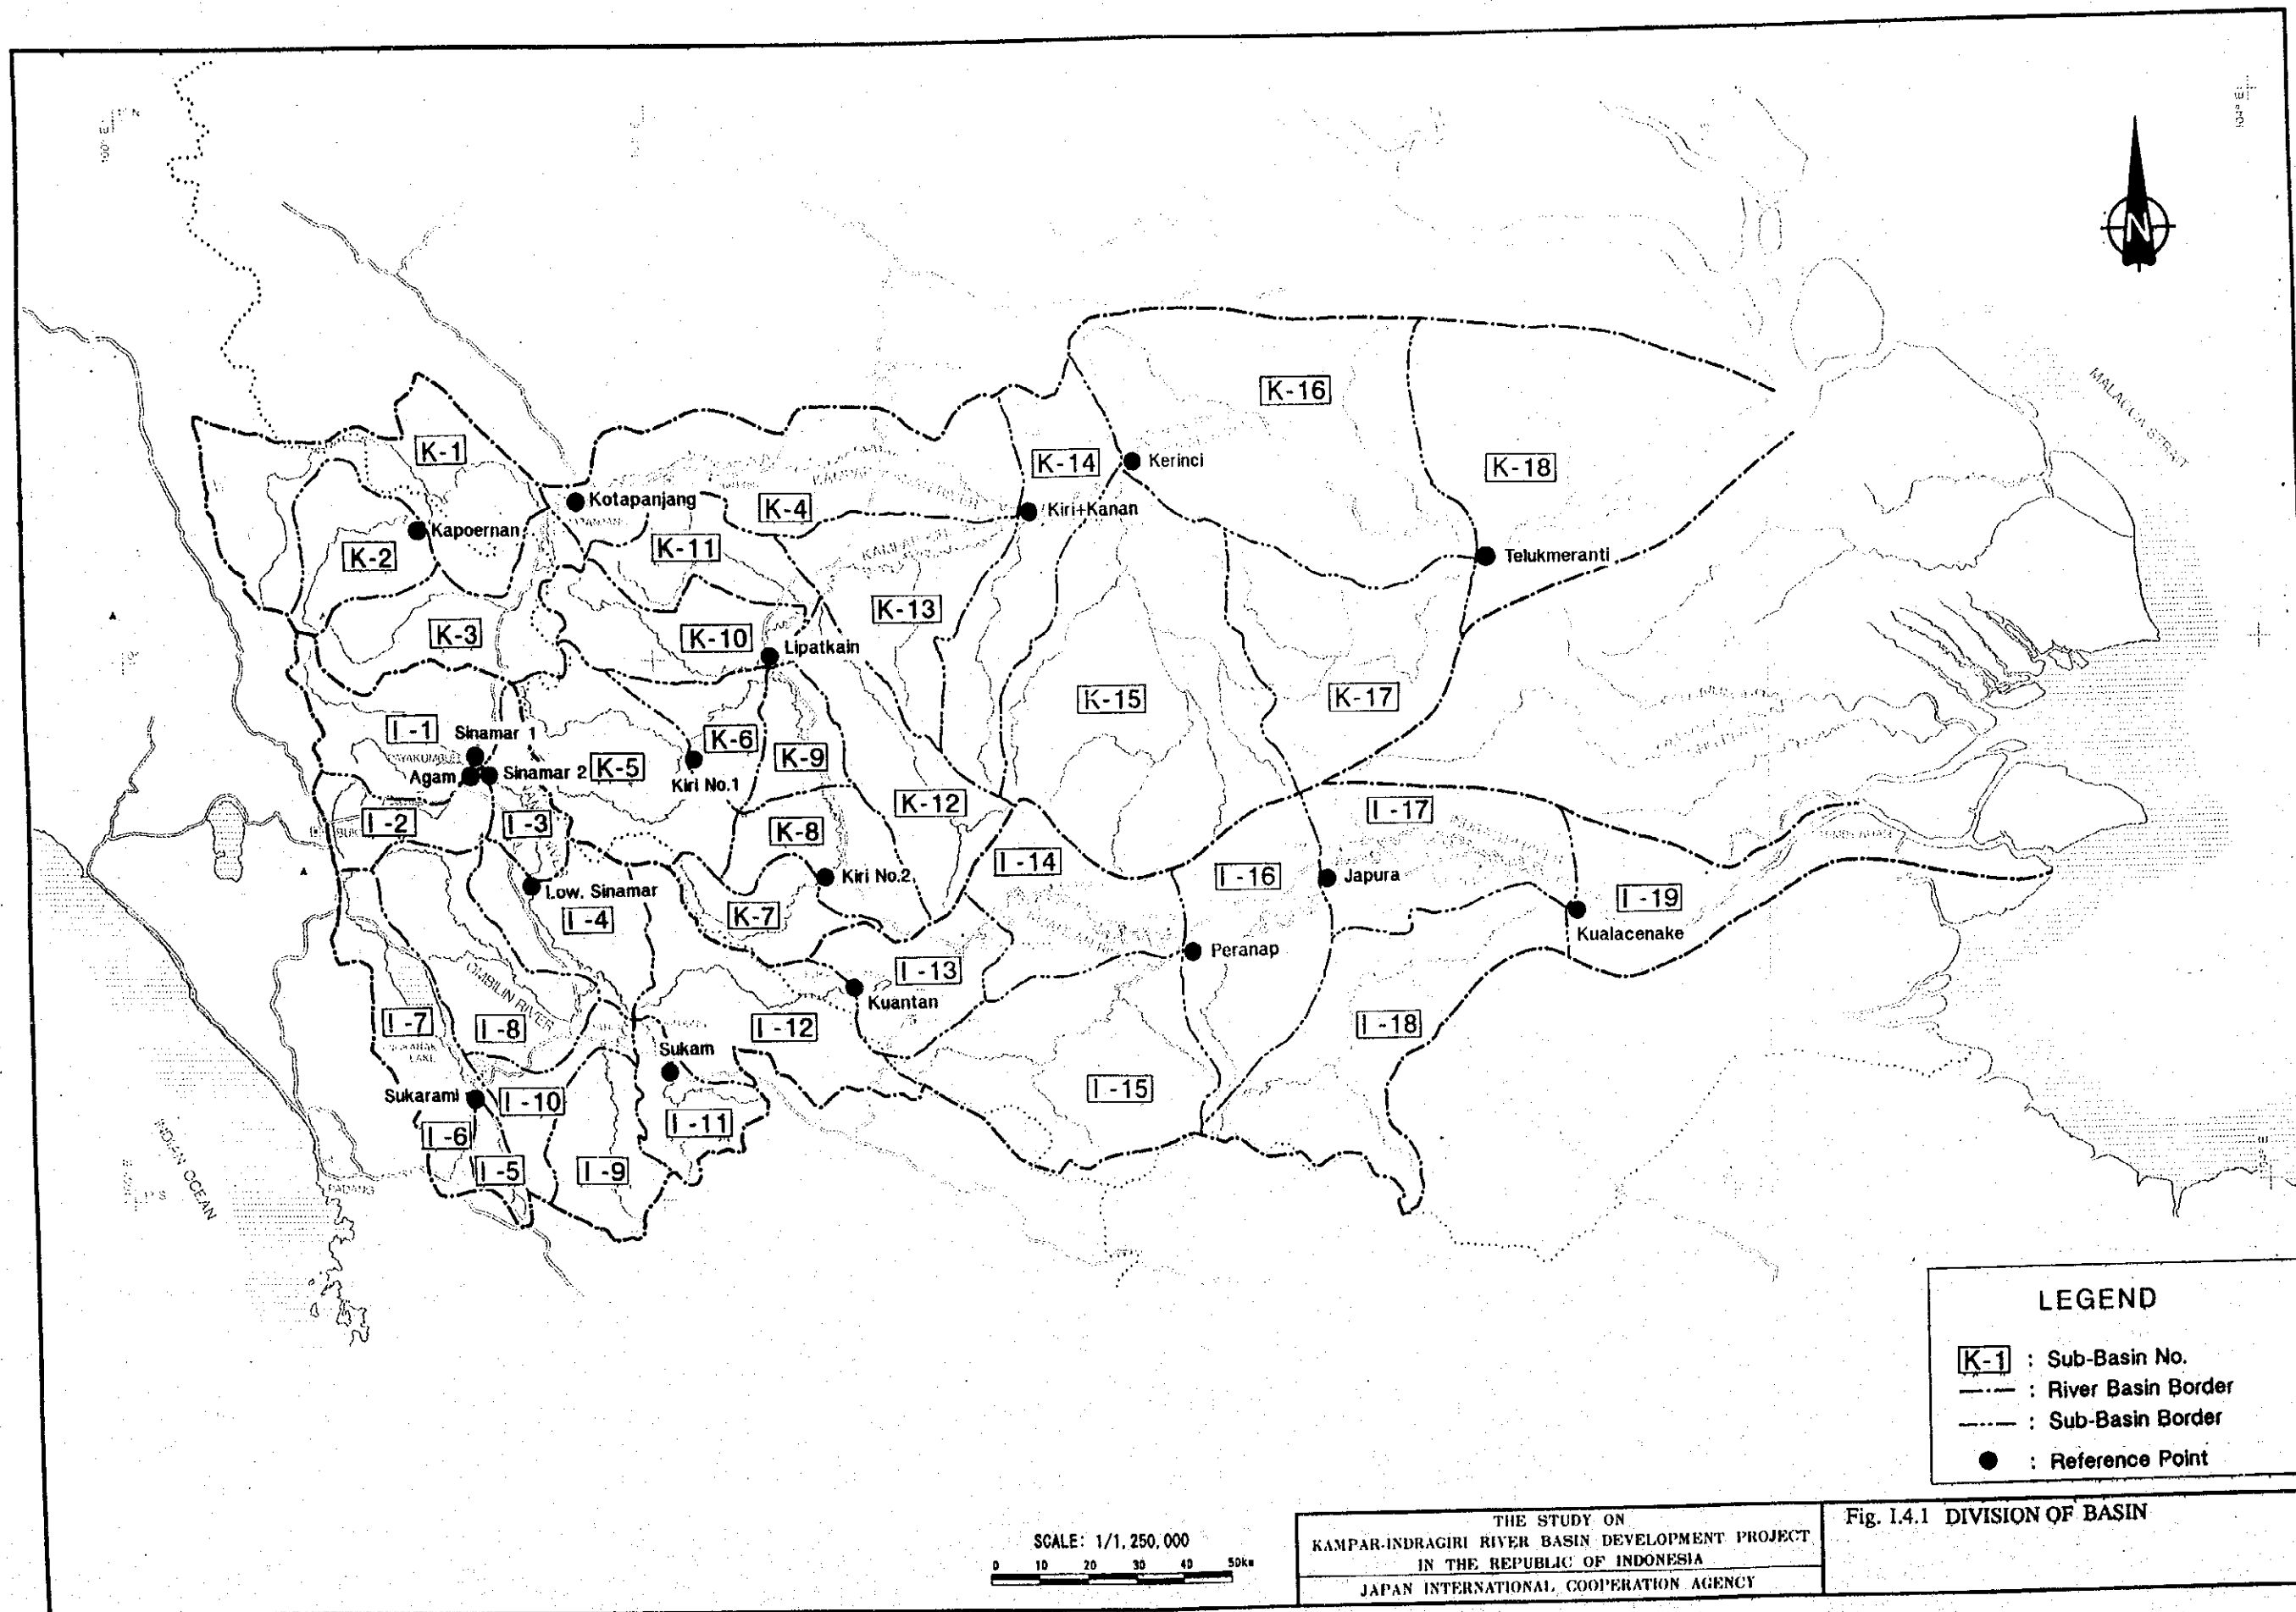 N
MALACCA STRAIT
K-16
K-1
K-14
Kerinci
K-18
Kotapanjang
K-4
Kiri+Kanan
Kapoernan
K-2
K-11
Telukmeranti
K-13
K-3
K-10
Lipatkain
K-15
K-17
I-1
Sinamar 1
K-6
K-9
Agam
Sinamar 2
K-5
Kiri No.1
K-12
I-17
I-2
I-3
K-8
I-14
Kiri No.2
I-16
Japura
Low. Sinamar
I-4
K-7
I-19
Kualacenake
Peranap
I-13
OMBILIN RIVER
Kuantan
I-7
I-8
I-12
I-18
LAKE
Sukam
Sukarami
I-10
I-15
I-6
I-11
I-5
I-9
PADANG
INDIAN OCEAN
LEGEND
K-1 : Sub-Basin No.
: River Basin Border
: Sub-Basin Border
: Reference Point
SCALE: 1/1,250,000
0 10 20 30 40 50km
THE STUDY ON
KAMPAR-INDRAGIRI RIVER BASIN DEVELOPMENT PROJECT
IN THE REPUBLIC OF INDONESIA
JAPAN INTERNATIONAL COOPERATION AGENCY
Fig. I.4.1 DIVISION OF BASIN